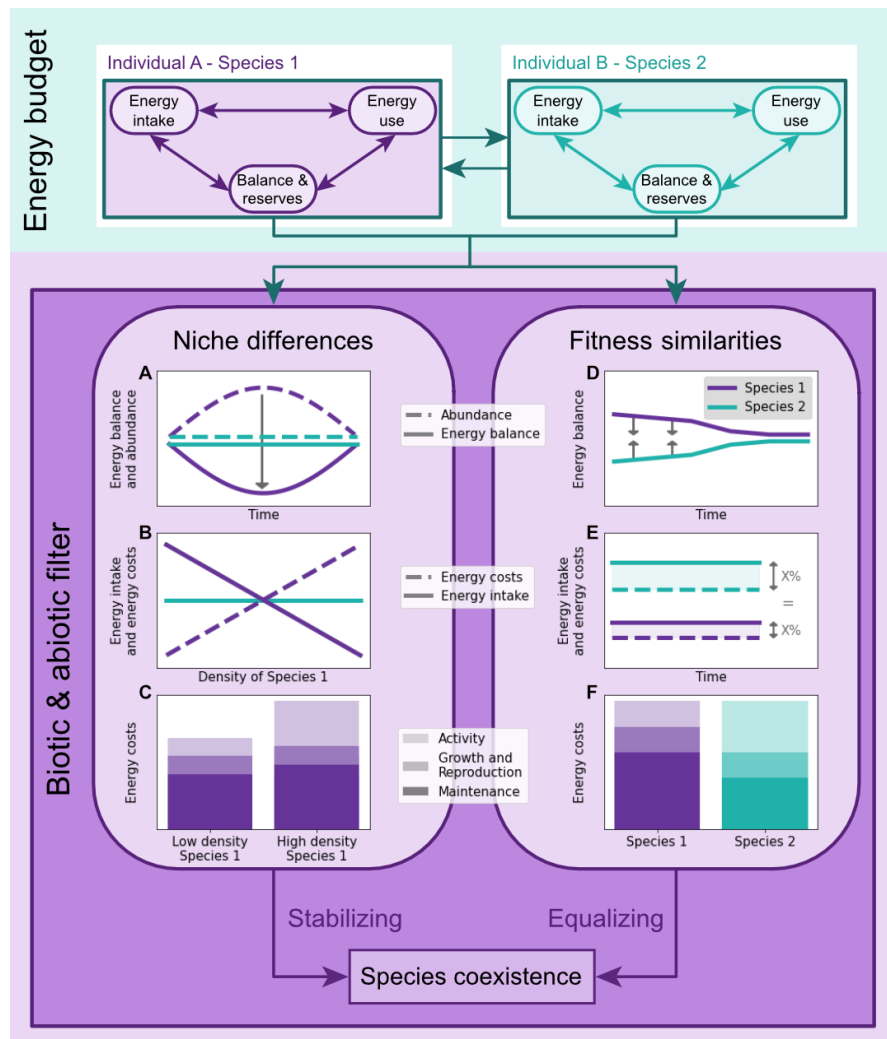 Energy budget
Individual A - Species 1
Energy
intake
Energy
use
Balance &
reserves
Individual B - Species 2
Energy
intake
Energy
use
Balance &
reserves
Biotic & abiotic filter
Niche differences
A
Energy balance
and abundance
Time
B
Energy intake
and energy costs
Density of Species 1
C
Energy costs
Low density
Species 1
High density
Species 1
Abundance
Energy balance
Energy costs
Energy intake
Activity
Growth and
Reproduction
Maintenance
Fitness similarities
D
Energy balance
Species 1
Species 2
Time
E
Energy intake
and energy costs
X%
=
X%
Time
F
Energy costs
Species 1
Species 2
Stabilizing
Equalizing
Species coexistence